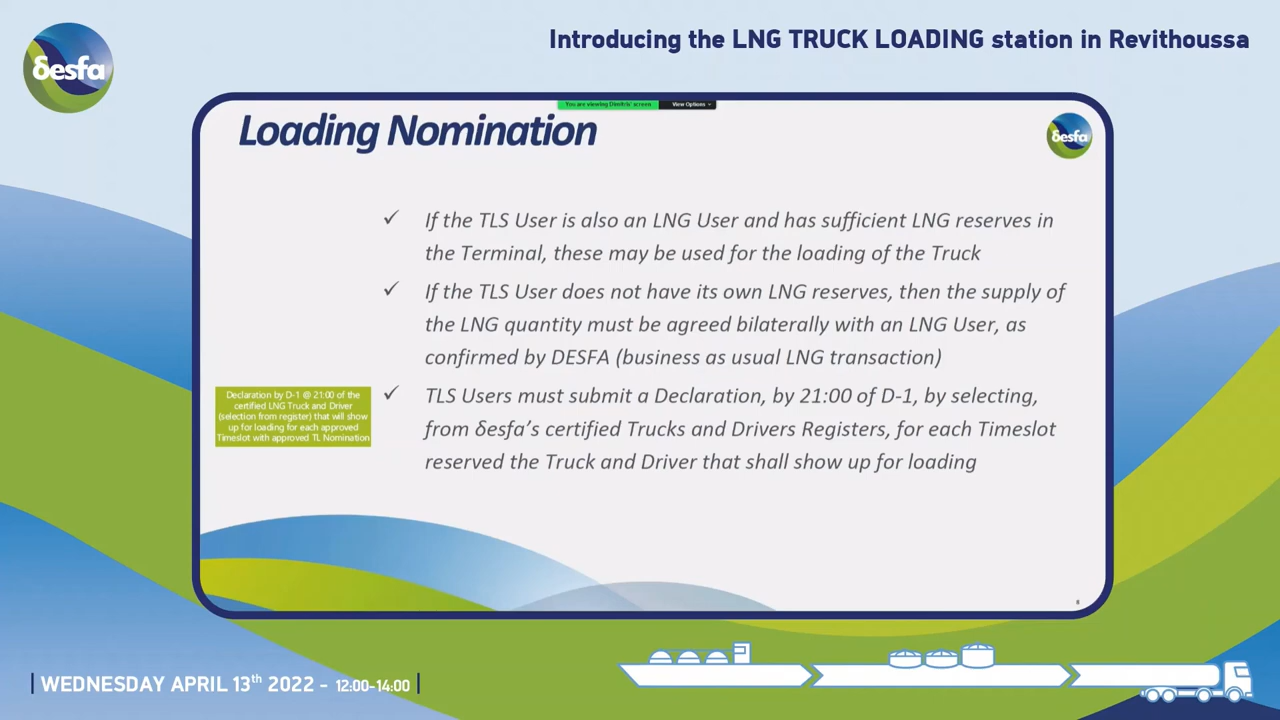 Introducing the LNG TRUCK LOADING station in Revithoussa
δesfa
You are viewing Dimitris' screen
View Options
Loading Nomination
δesfa
✓ If the TLS User is also an LNG User and has sufficient LNG reserves in
the Terminal, these may be used for the loading of the Truck
✓ If the TLS User does not have its own LNG reserves, then the supply of
the LNG quantity must be agreed bilaterally with an LNG User, as
confirmed by DESFA (business as usual LNG transaction)
Declaration by D-1 @ 21:00 of the
certified LNG Truck and Driver
(selection from register) that will show
up for loading for each approved
Timeslot with approved TL Nomination
✓ TLS Users must submit a Declaration, by 21:00 of D-1, by selecting,
from δesfa's certified Trucks and Drivers Registers, for each Timeslot
reserved the Truck and Driver that shall show up for loading
WEDNESDAY APRIL 13th 2022 - 12:00-14:00